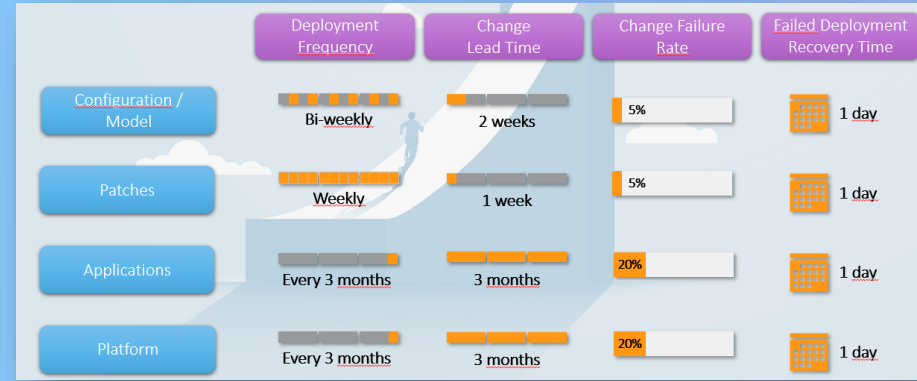 Deployment
Frequency
Change
Lead Time
Change Failure
Rate
Failed Deployment
Recovery Time
Configuration /
Model
Bi-weekly
2 weeks
5%
1 day
Patches
Weekly
1 week
5%
1 day
Applications
Every 3 months
3 months
20%
1 day
Platform
Every 3 months
3 months
20%
1 day